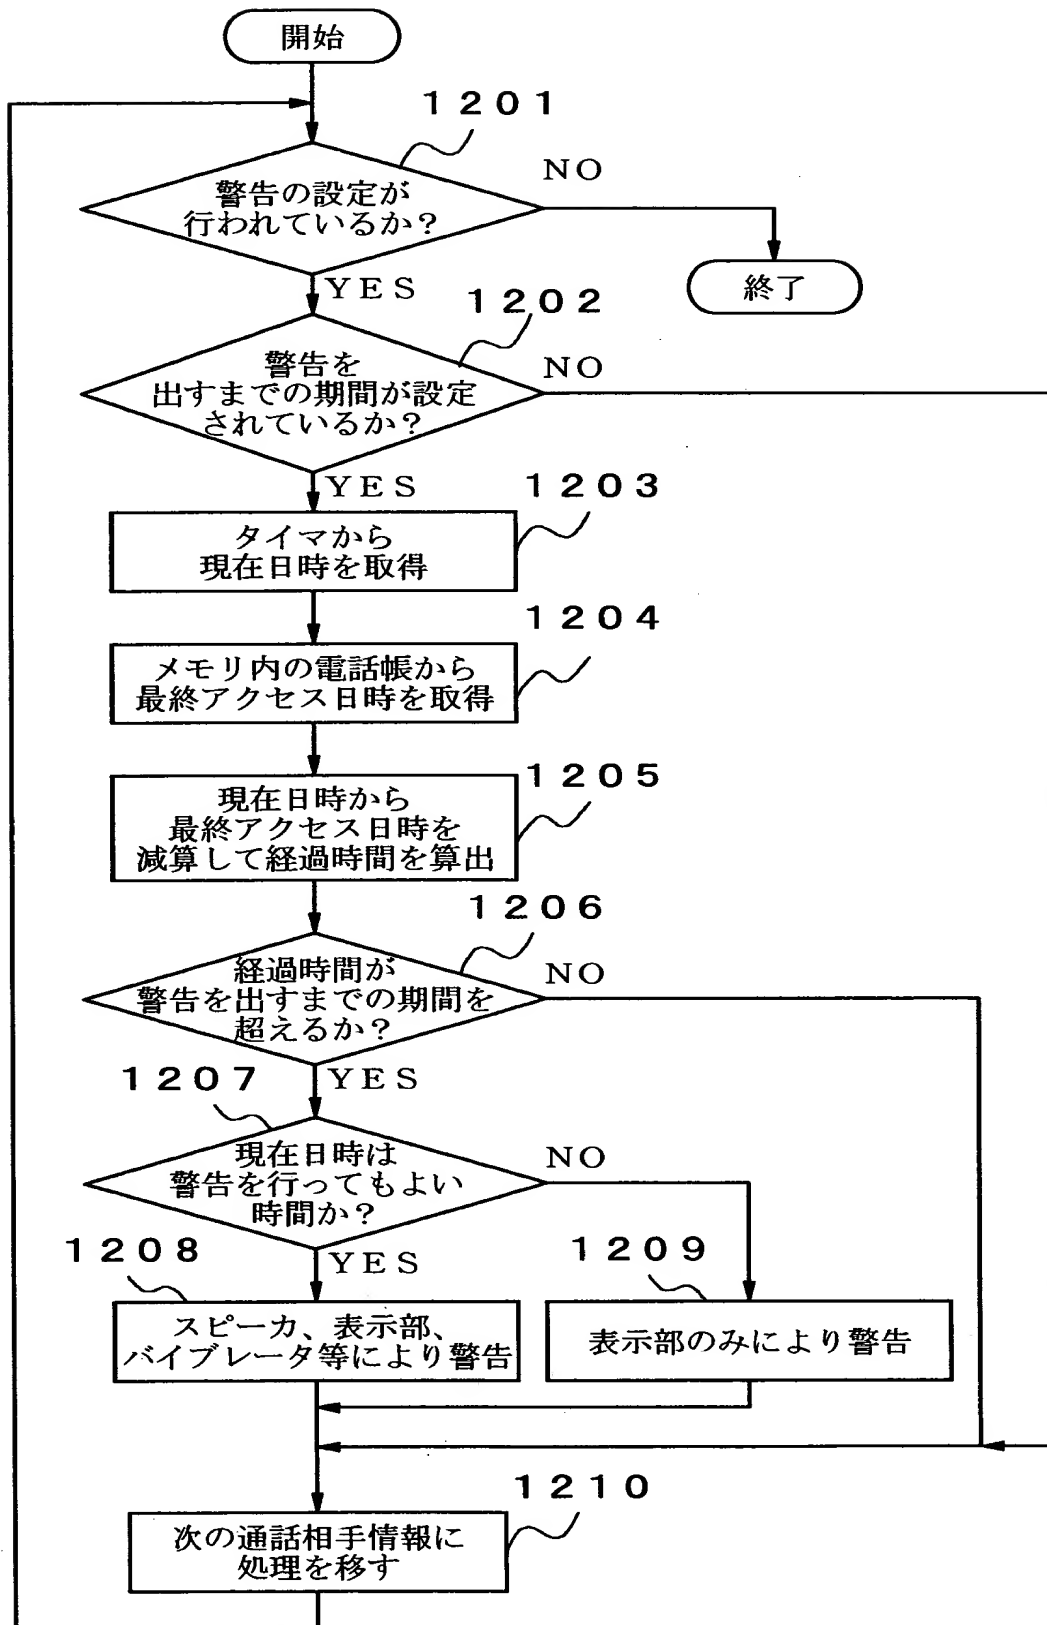 開始
1201
警告の設定が
行われているか？
NO
終了
YES
1202
警告を
出すまでの期間が設定
されているか？
NO
YES
1203
タイマから
現在日時を取得
1204
メモリ内の電話帳から
最終アクセス日時を取得
1205
現在日時から
最終アクセス日時を
減算して経過時間を算出
1206
経過時間が
警告を出すまでの期間を
超えるか？
NO
YES
1207
現在日時は
警告を行ってもよい
時間か？
NO
YES
1208
スピーカ、表示部、
バイブレータ等により警告
1209
表示部のみにより警告
1210
次の通話相手情報に
処理を移す